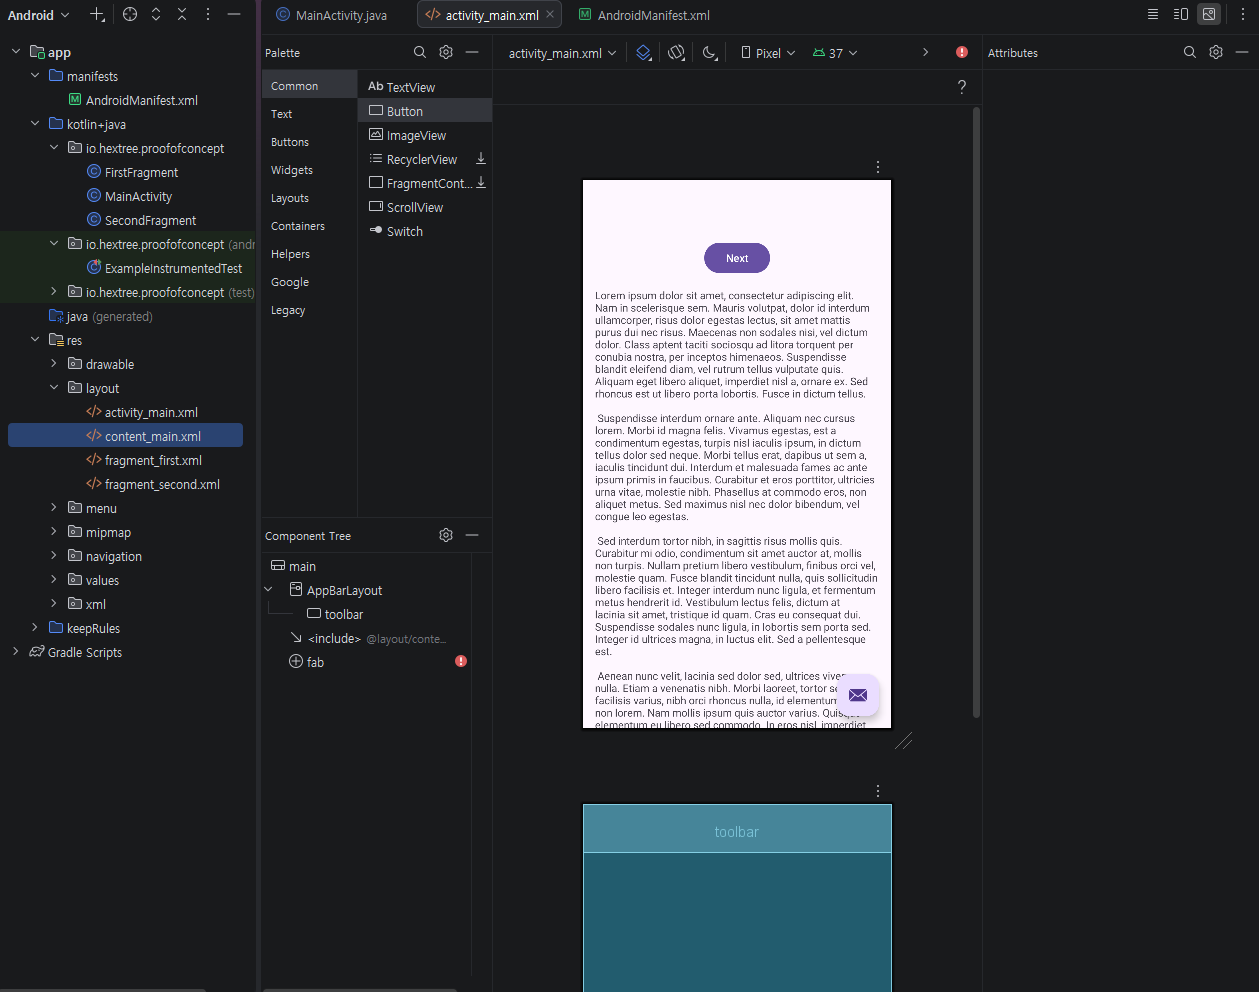 Android
MainActivity.java
activity_main.xml
AndroidManifest.xml
app
manifests
AndroidManifest.xml
kotlin+java
io.hextree.proofofconcept
FirstFragment
MainActivity
SecondFragment
io.hextree.proofofconcept (andr
ExampleInstrumentedTest
io.hextree.proofofconcept (test)
java (generated)
res
drawable
layout
activity_main.xml
content_main.xml
fragment_first.xml
fragment_second.xml
menu
mipmap
navigation
values
xml
keepRules
Gradle Scripts
Palette
Common
Text
Buttons
Widgets
Layouts
Containers
Helpers
Google
Legacy
Ab TextView
Button
ImageView
RecyclerView
FragmentCont...
ScrollView
Switch
Component Tree
main
AppBarLayout
toolbar
<include> @layout/conte...
fab
activity_main.xml
Pixel
37
?
Next
Lorem ipsum dolor sit amet, consectetur adipiscing elit.
Nam in scelerisque sem. Mauris volutpat, dolor id interdum
ullamcorper, risus dolor egestas lectus, sit amet mattis
purus dui nec risus. Maecenas non sodales nisi, vel dictum
dolor. Class aptent taciti sociosqu ad litora torquent per
conubia nostra, per inceptos himenaeos. Suspendisse
blandit eleifend diam, vel rutrum tellus vulputate quis.
Aliquam eget libero aliquet, imperdiet nisl a, ornare ex. Sed
rhoncus est ut libero porta lobortis. Fusce in dictum tellus.
Suspendisse interdum ornare ante. Aliquam nec cursus
lorem. Morbi id magna felis. Vivamus egestas, est a
condimentum egestas, turpis nisl iaculis ipsum, in dictum
tellus dolor sed neque. Morbi tellus erat, dapibus ut sem a,
iaculis tincidunt dui. Interdum et malesuada fames ac ante
ipsum primis in faucibus. Curabitur et eros porttitor, ultricies
urna vitae, molestie nibh. Phasellus at commodo eros, non
aliquet metus. Sed maximus nisl nec dolor bibendum, vel
congue leo egestas.
Sed interdum tortor nibh, in sagittis risus mollis quis.
Curabitur mi odio, condimentum sit amet auctor at, mollis
non turpis. Nullam pretium libero vestibulum, finibus orci vel,
molestie quam. Fusce blandit tincidunt nulla, quis sollicitudin
libero facilisis et. Integer interdum nunc ligula, et fermentum
metus hendrerit id. Vestibulum lectus felis, dictum at
lacinia sit amet, tristique id quam. Cras eu consequat dui.
Suspendisse sodales nunc ligula, in lobortis sem porta sed.
Integer id ultrices magna, in luctus elit. Sed a pellentesque
est.
Aenean nunc velit, lacinia sed dolor sed, ultrices vive
nulla. Etiam a venenatis nibh. Morbi laoreet, tortor se
facilisis varius, nibh orci rhoncus nulla, id elementum
non lorem. Nam mollis ipsum quis auctor varius. Quisq
elementum eu libero sed commodo. In eros nisl, imperdiet
toolbar
Attributes